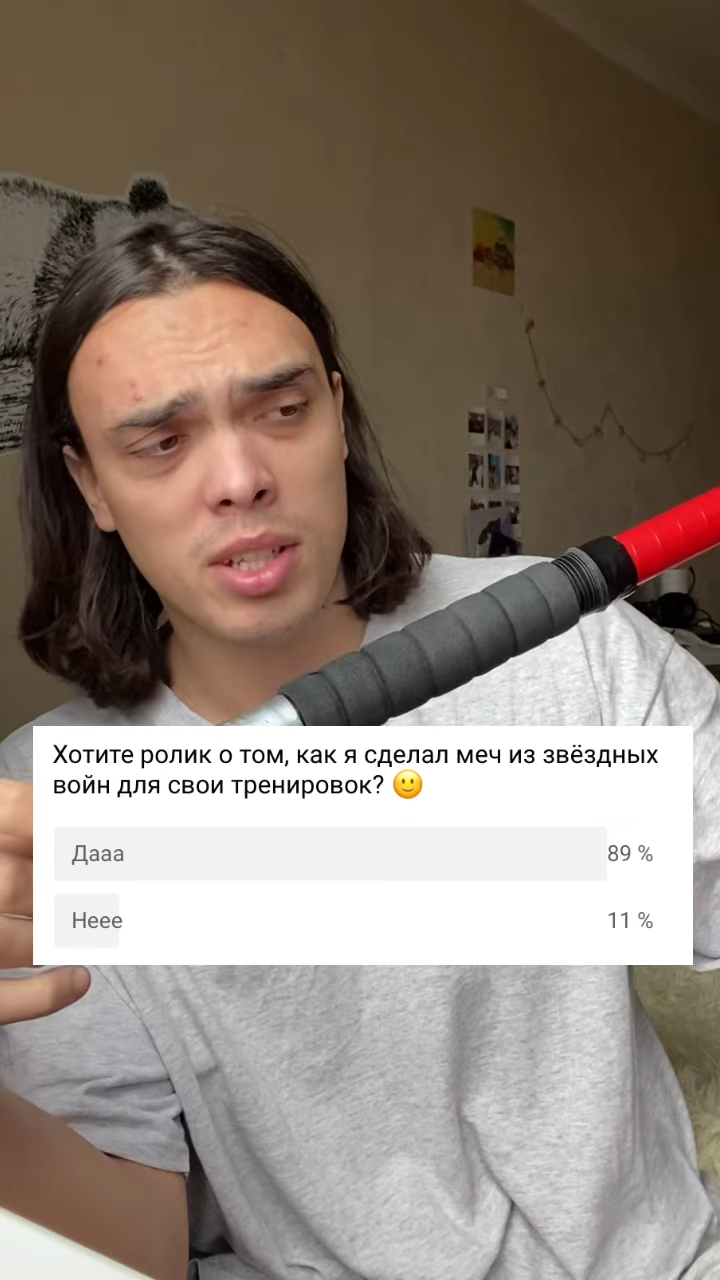 Хотите ролик о том, как я сделал меч из звёздных
войн для свои тренировок? 🙂
Дааа 89 %
Неее 11 %